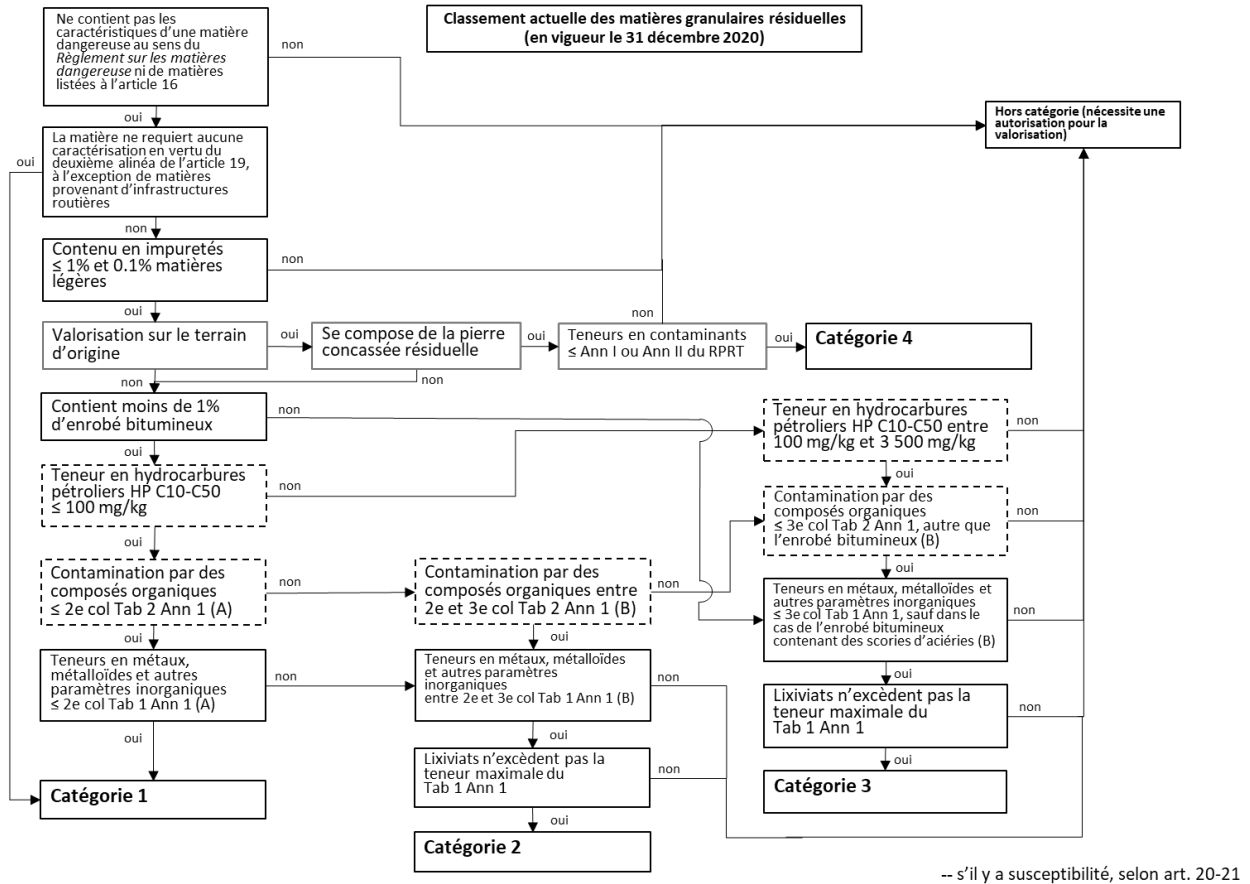 Classement actuelle des matières granulaires résiduelles
(en vigueur le 31 décembre 2020)
Ne contient pas les
caractéristiques d'une matière
dangereuse au sens du
Règlement sur les matières
dangereuse ni de matières
listées à l'article 16
non
oui
Hors catégorie (nécessite une
autorisation pour la
valorisation)
La matière ne requiert aucune
caractérisation en vertu du
deuxième alinéa de l'article 19,
à l'exception de matières
provenant d'infrastructures
routières
oui
non
Contenu en impuretés
≤ 1% et 0.1% matières
légères
non
oui
Valorisation sur le terrain
d'origine
oui
Se compose de la pierre
concassée résiduelle
oui
non
Teneurs en contaminants
≤ Ann I ou Ann II du RPRT
oui
Catégorie 4
non
non
Contient moins de 1%
d'enrobé bitumineux
non
oui
Teneur en hydrocarbures
pétroliers HP C10-C50
≤ 100 mg/kg
non
oui
Teneur en hydrocarbures
pétroliers HP C10-C50 entre
100 mg/kg et 3 500 mg/kg
non
oui
Contamination par des
composés organiques
≤ 3e col Tab 2 Ann 1, autre que
l'enrobé bitumineux (B)
non
oui
Contamination par des
composés organiques
≤ 2e col Tab 2 Ann 1 (A)
non
oui
Contamination par des
composés organiques entre
2e et 3e col Tab 2 Ann 1 (B)
non
oui
Teneurs en métaux, métalloïdes et
autres paramètres inorganiques
≤ 3e col Tab 1 Ann 1, sauf dans le
cas de l'enrobé bitumineux
contenant des scories d'aciéries (B)
non
oui
Teneurs en métaux,
métalloïdes et autres
paramètres inorganiques
≤ 2e col Tab 1 Ann 1 (A)
non
oui
Teneurs en métaux, métalloïdes
et autres paramètres
inorganiques
entre 2e et 3e col Tab 1 Ann 1 (B)
non
oui
Lixiviats n'excèdent pas la
teneur maximale du
Tab 1 Ann 1
non
oui
Lixiviats n'excèdent pas la
teneur maximale du
Tab 1 Ann 1
non
oui
Catégorie 1
Catégorie 2
Catégorie 3
-- s'il y a susceptibilité, selon art. 20-21